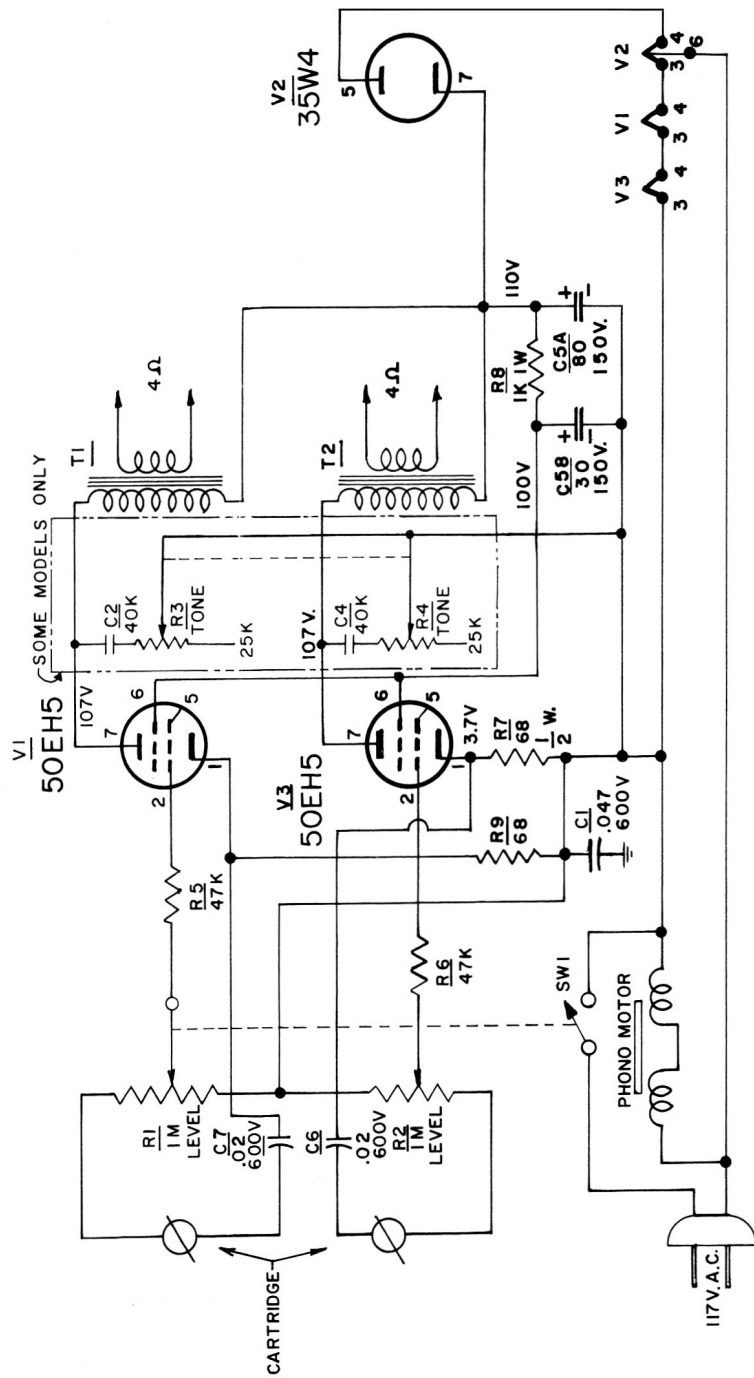 V1
50EH5
SOME MODELS ONLY
107V
7
6
5
2
1
C2
40K
R3
TONE
25K
T1
4Ω
V2
35W4
5
7
R5
47K
R1
1M
LEVEL
C7
.02
600V
CARTRIDGE
C6
.02
600V
R2
1M
LEVEL
R6
47K
V3
50EH5
107V.
7
6
5
2
1
3.7V
C4
40K
R4
TONE
25K
T2
4Ω
R7
68
1/2 W.
R9
68
C1
.047
600V
100V
110V
R8
1K 1W
C5B
30
150V.
+
-
C5A
80
150V.
+
-
SW1
PHONO MOTOR
117V.A.C.
V3
3
4
V1
3
4
V2
3
4
6